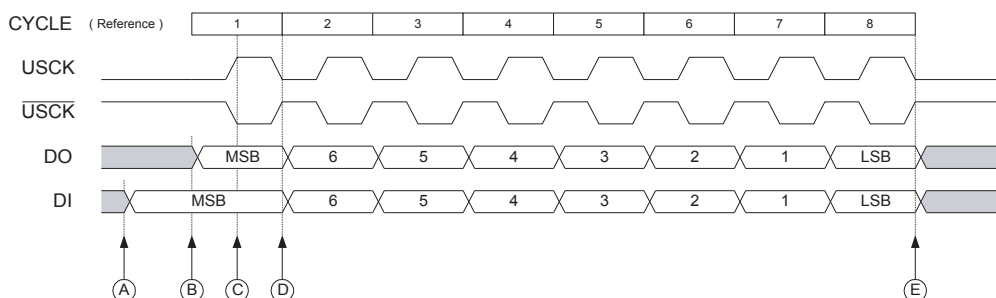 CYCLE ( Reference ) 1 2 3 4 5 6 7 8
USCK
USCK
DO MSB 6 5 4 3 2 1 LSB
DI MSB 6 5 4 3 2 1 LSB
A B C D E